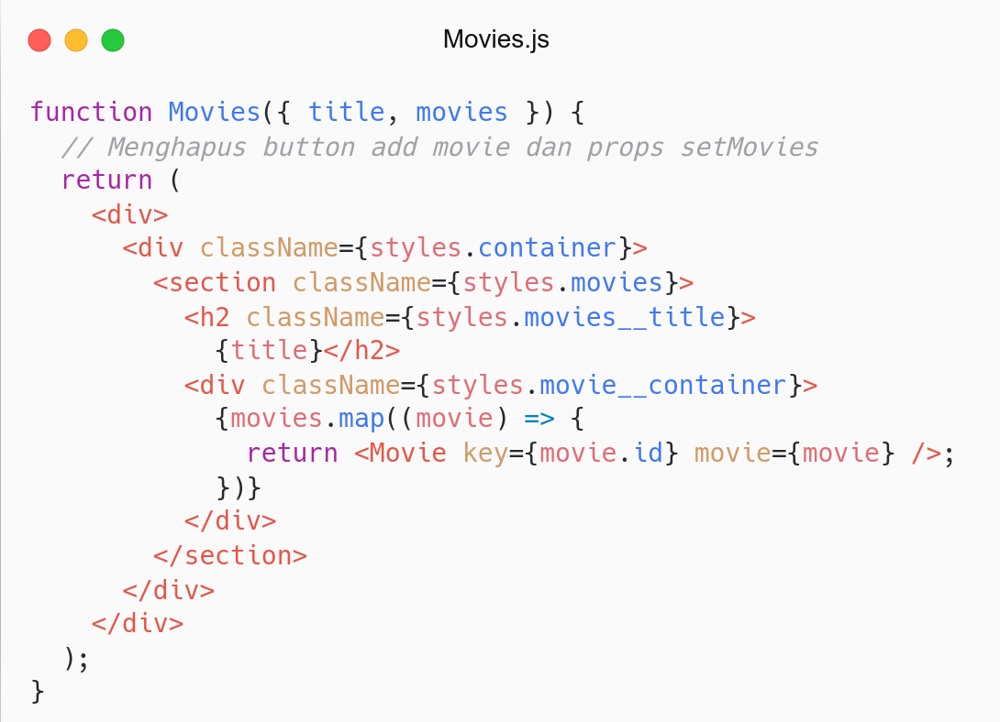 Movies.js
function Movies({ title, movies }) {
  // Menghapus button add movie dan props setMovies
  return (
    <div>
      <div className={styles.container}>
        <section className={styles.movies}>
          <h2 className={styles.movies__title}>
            {title}</h2>
          <div className={styles.movie__container}>
            {movies.map((movie) => {
              return <Movie key={movie.id} movie={movie} />;
            })}
          </div>
        </section>
      </div>
    </div>
  );
}